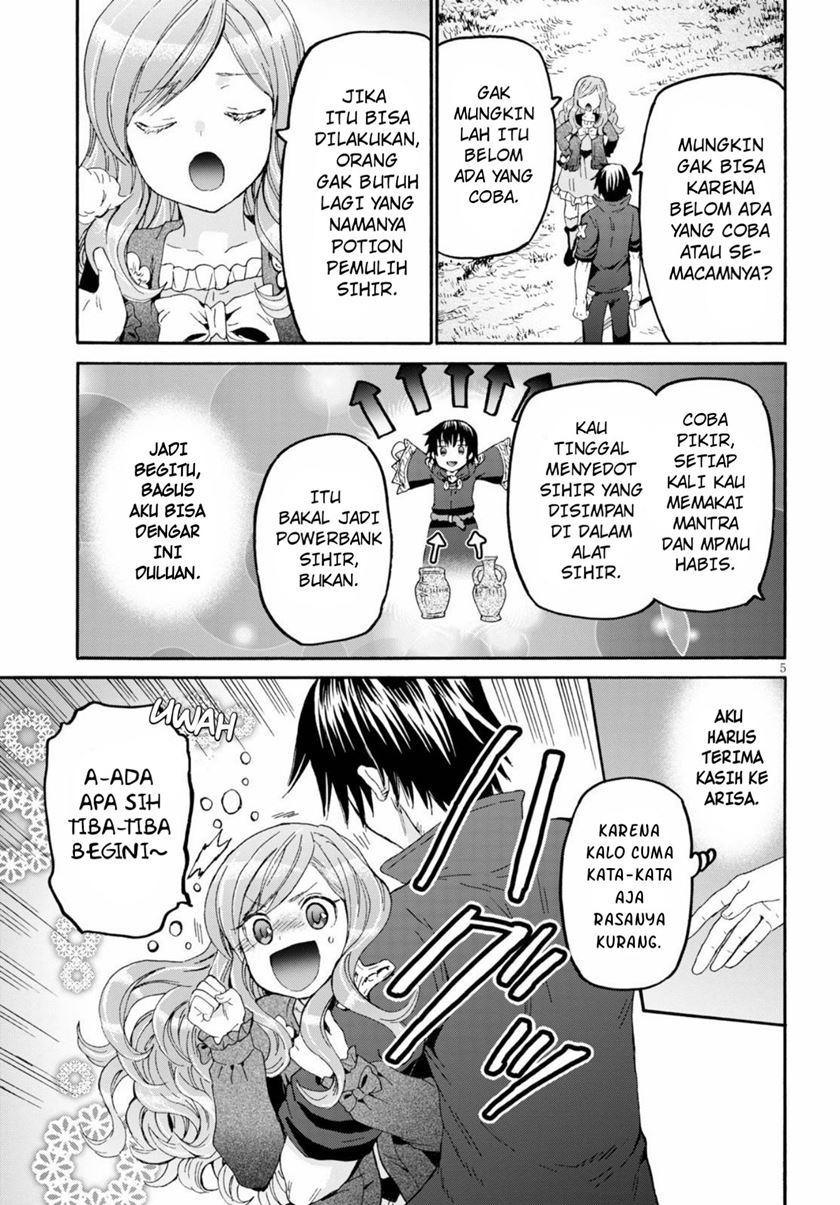 MUNGKIN
GAK BISA
KARENA
BELOM ADA
YANG COBA
ATAU SE-
MACAMNYA?
GAK
MUNGKIN
LAH ITU
BELOM
ADA YANG
COBA.
JIKA
ITU BISA
DILAKUKAN,
ORANG
GAK BUTUH
LAGI YANG
NAMANYA
POTION
PEMULIH
SIHIR.
COBA
PIKIR,
SETIAP
KALI KAU
MEMAKAI
MANTRA
DAN MPMU
HABIS.
KAU
TINGGAL
MENYEDOT
SIHIR YANG
DISIMPAN
DI DALAM
ALAT
SIHIR.
ITU
BAKAL JADI
POWERBANK
SIHIR,
BUKAN.
JADI
BEGITU,
BAGUS
AKU BISA
DENGAR
INI
DULUAN.
5
AKU
HARUS
TERIMA
KASIH KE
ARISA.
KARENA
KALO CUMA
KATA-KATA
AJA
RASANYA
KURANG.
グッ
UWAH
A-ADA
APA SIH
TIBA-TIBA
BEGINI~